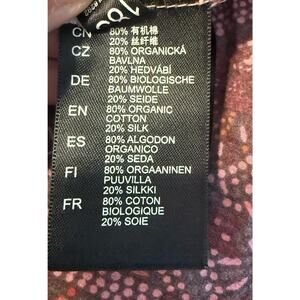 CN 80% 有机棉
20% 丝纤维
CZ 80% ORGANICKÁ
BAVLNA
20% HEDVÁBÍ
DE 80% BIOLOGISCHE
BAUMWOLLE
20% SEIDE
EN 80% ORGANIC
COTTON
20% SILK
ES 80% ALGODON
ORGANICO
20% SEDA
FI 80% ORGAANINEN
PUUVILLA
20% SILKKI
FR 80% COTON
BIOLOGIQUE
20% SOIE